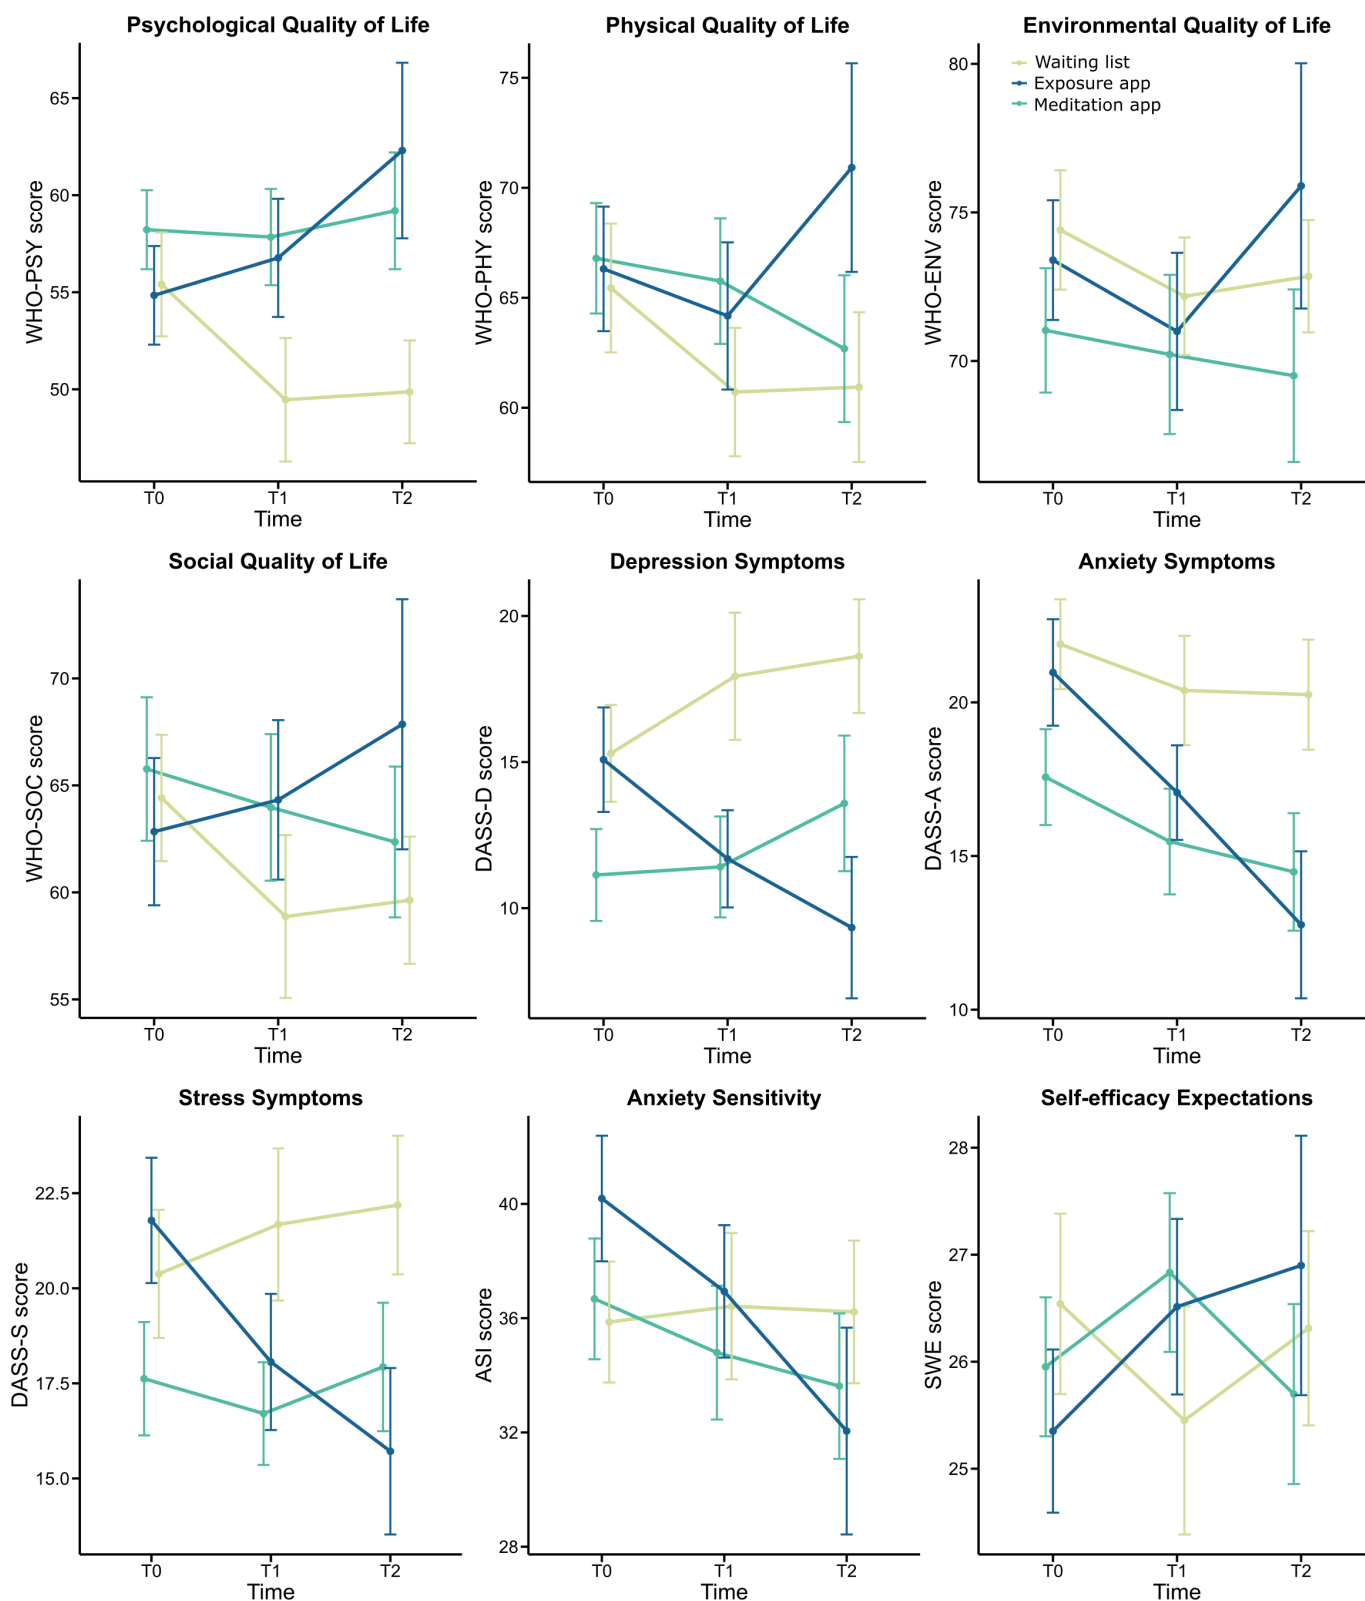 Psychological Quality of Life
WHO-PSY score
65
60
55
50
T0 T1 T2
Time
Physical Quality of Life
WHO-PHY score
75
70
65
60
T0 T1 T2
Time
Environmental Quality of Life
Waiting list
Exposure app
Meditation app
WHO-ENV score
80
75
70
T0 T1 T2
Time
Social Quality of Life
WHO-SOC score
70
65
60
55
T0 T1 T2
Time
Depression Symptoms
DASS-D score
20
15
10
T0 T1 T2
Time
Anxiety Symptoms
DASS-A score
20
15
10
T0 T1 T2
Time
Stress Symptoms
DASS-S score
22.5
20.0
17.5
15.0
T0 T1 T2
Time
Anxiety Sensitivity
ASI score
40
36
32
28
T0 T1 T2
Time
Self-efficacy Expectations
SWE score
28
27
26
25
T0 T1 T2
Time